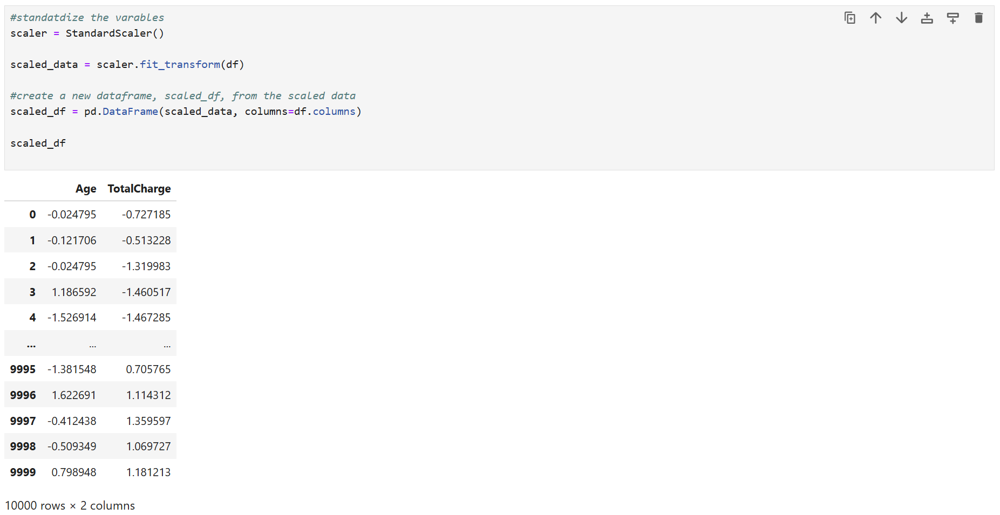 #standatdize the varables
scaler = StandardScaler()
scaled_data = scaler.fit_transform(df)
#create a new dataframe, scaled_df, from the scaled data
scaled_df = pd.DataFrame(scaled_data, columns=df.columns)
scaled_df
Age TotalCharge
0 -0.024795 -0.727185
1 -0.121706 -0.513228
2 -0.024795 -1.319983
3 1.186592 -1.460517
4 -1.526914 -1.467285
... ... ...
9995 -1.381548 0.705765
9996 1.622691 1.114312
9997 -0.412438 1.359597
9998 -0.509349 1.069727
9999 0.798948 1.181213
10000 rows × 2 columns